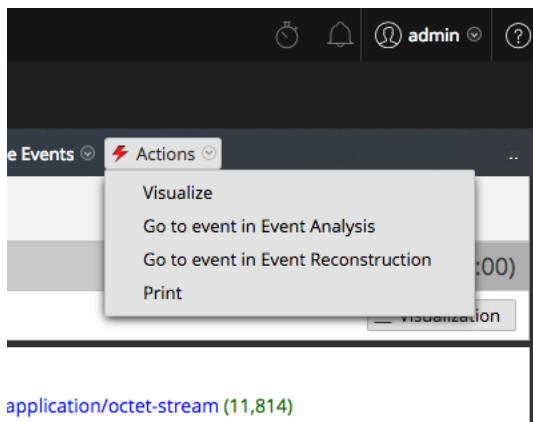 admin
e Events Actions
Visualize
Go to event in Event Analysis
Go to event in Event Reconstruction
:00)
Print
Visualization
application/octet-stream (11,814)